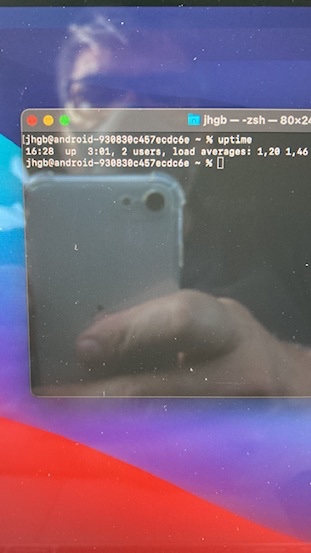 jhgb — -zsh — 80×24
[jhgb@android-930830c457ecdc6e ~ % uptime
16:28  up  3:01, 2 users, load averages: 1,20 1,46
jhgb@android-930830c457ecdc6e ~ %